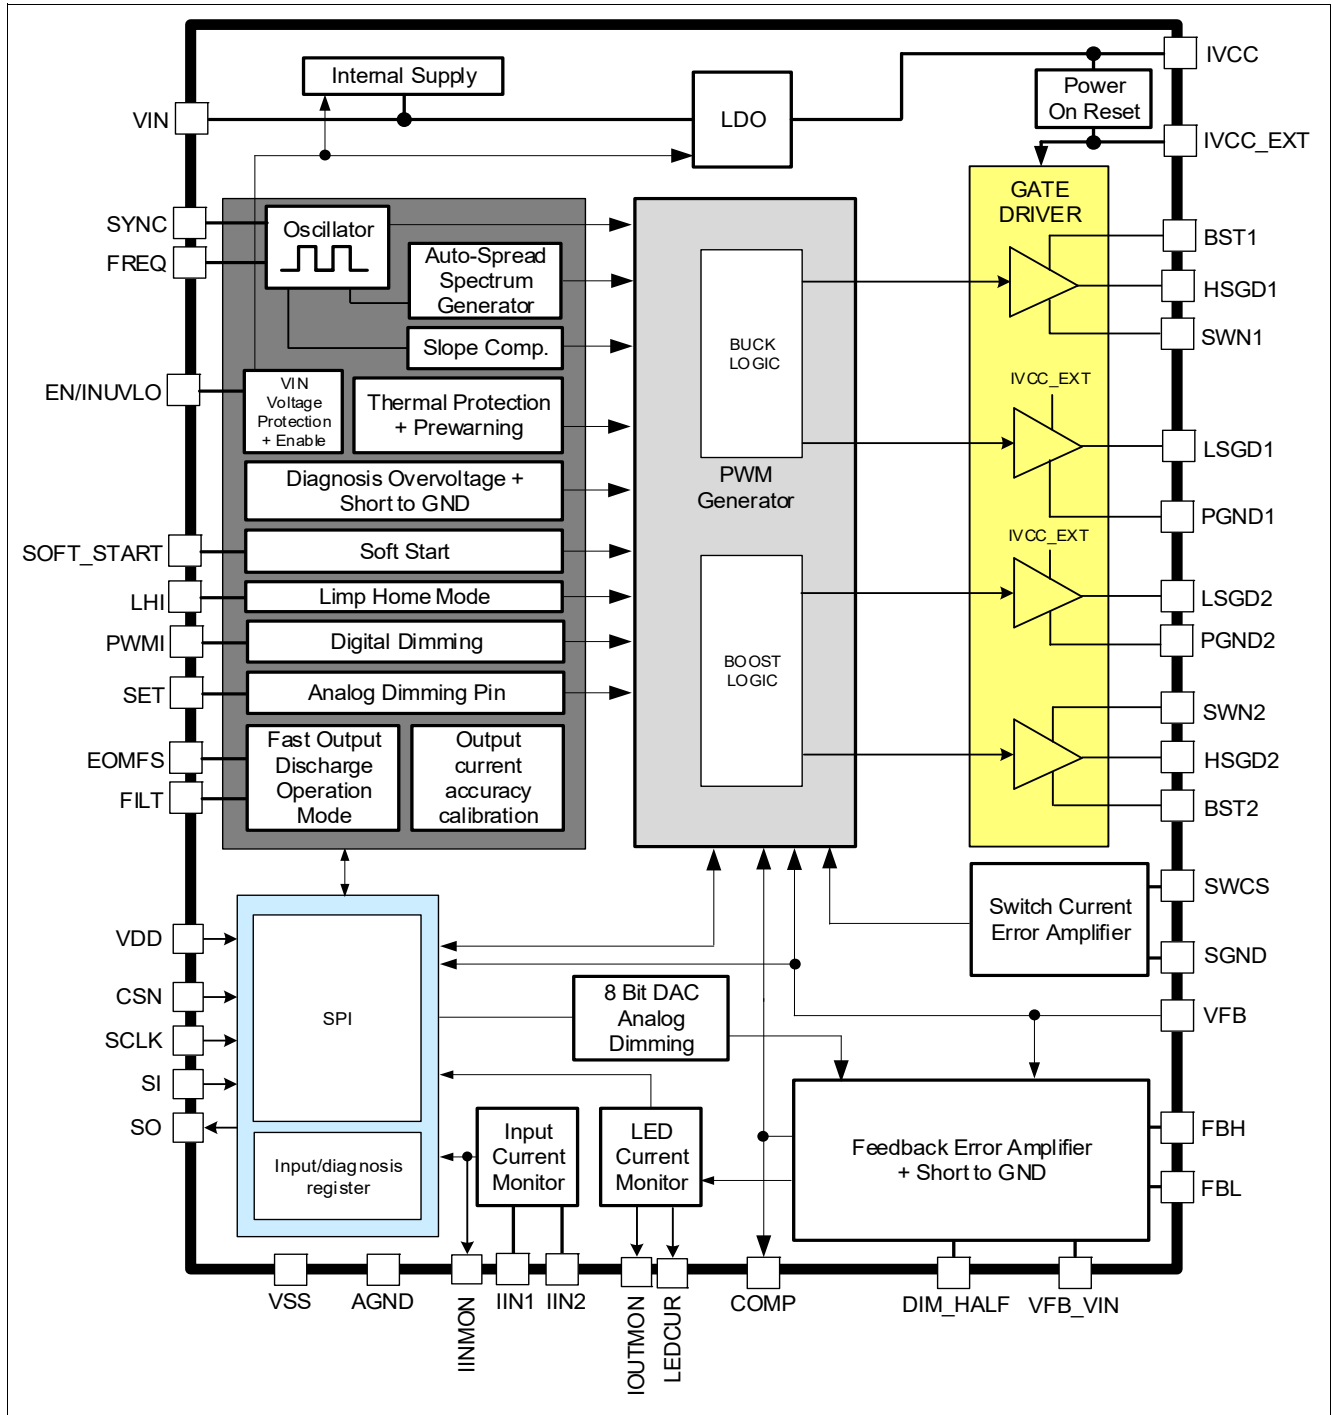 IVCC
Internal Supply
Power
On Reset
VIN
LDO
IVCC_EXT
SYNC
Oscillator
GATE
DRIVER
BST1
FREQ
Auto-Spread
Spectrum
Generator
HSGD1
SWN1
Slope Comp.
BUCK
LOGIC
EN/INUVLO
VIN
Voltage
Protection
+ Enable
Thermal Protection
+ Prewarning
IVCC_EXT
LSGD1
Diagnosis Overvoltage +
Short to GND
PWM
Generator
PGND1
SOFT_START
Soft Start
IVCC_EXT
LHI
Limp Home Mode
LSGD2
PWMI
Digital Dimming
PGND2
BOOST
LOGIC
SET
Analog Dimming Pin
SWN2
EOMFS
Fast Output
Discharge
Operation
Mode
Output
current
accuracy
calibration
HSGD2
FILT
BST2
SWCS
Switch Current
Error Amplifier
VDD
SGND
CSN
8 Bit DAC
Analog
Dimming
SPI
VFB
SCLK
SI
SO
Input
Current
Monitor
LED
Current
Monitor
Feedback Error Amplifier
+ Short to GND
FBH
Input/diagnosis
register
FBL
VSS
AGND
IINMON
IIN1
IIN2
IOUTMON
LEDCUR
COMP
DIM_HALF
VFB_VIN